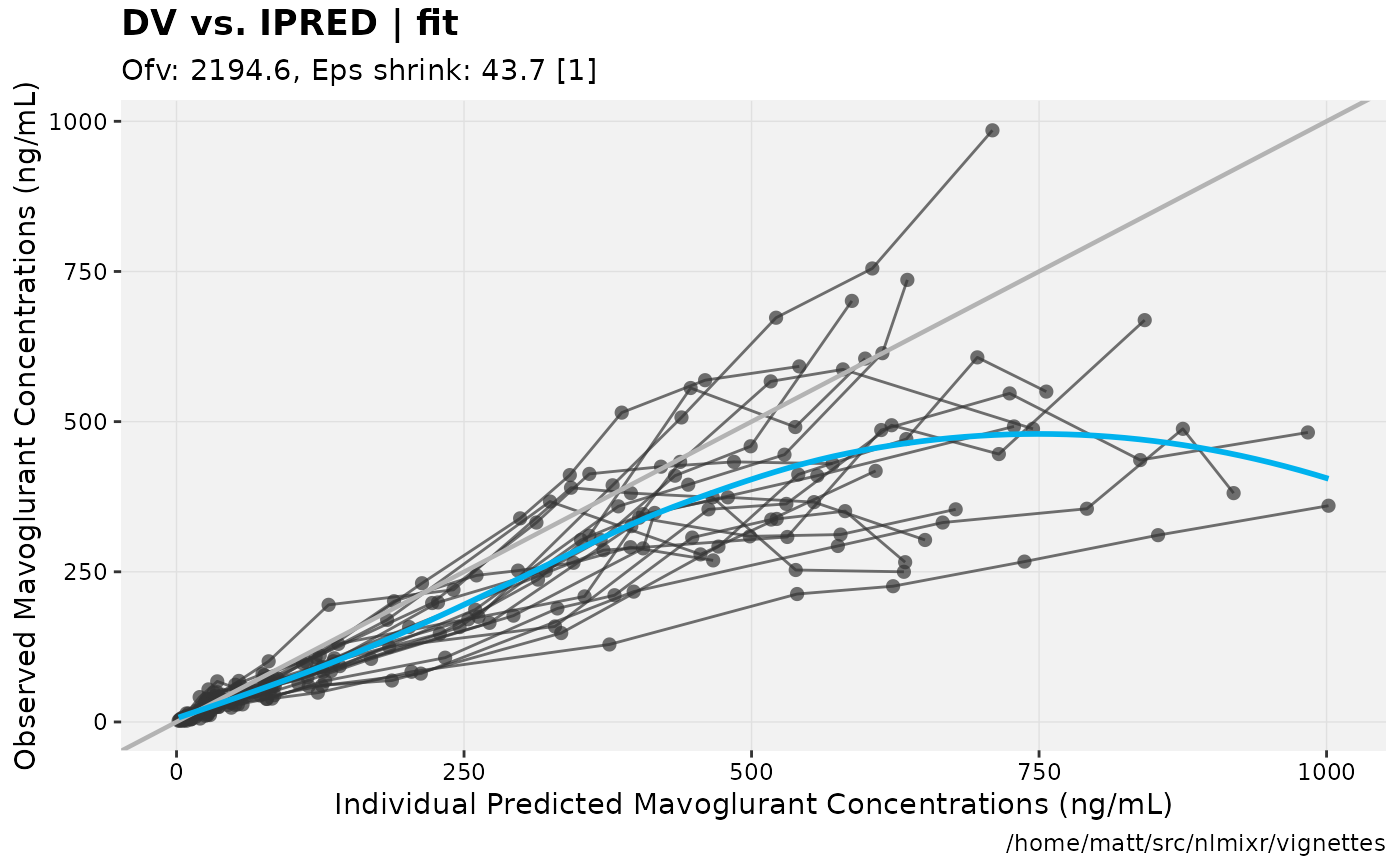 DV vs. IPRED | fit
Ofv: 2194.6, Eps shrink: 43.7 [1]
Observed Mavoglurant Concentrations (ng/mL)
1000
750
500
250
0
0 250 500 750 1000
Individual Predicted Mavoglurant Concentrations (ng/mL)
/home/matt/src/nlmixr/vignettes